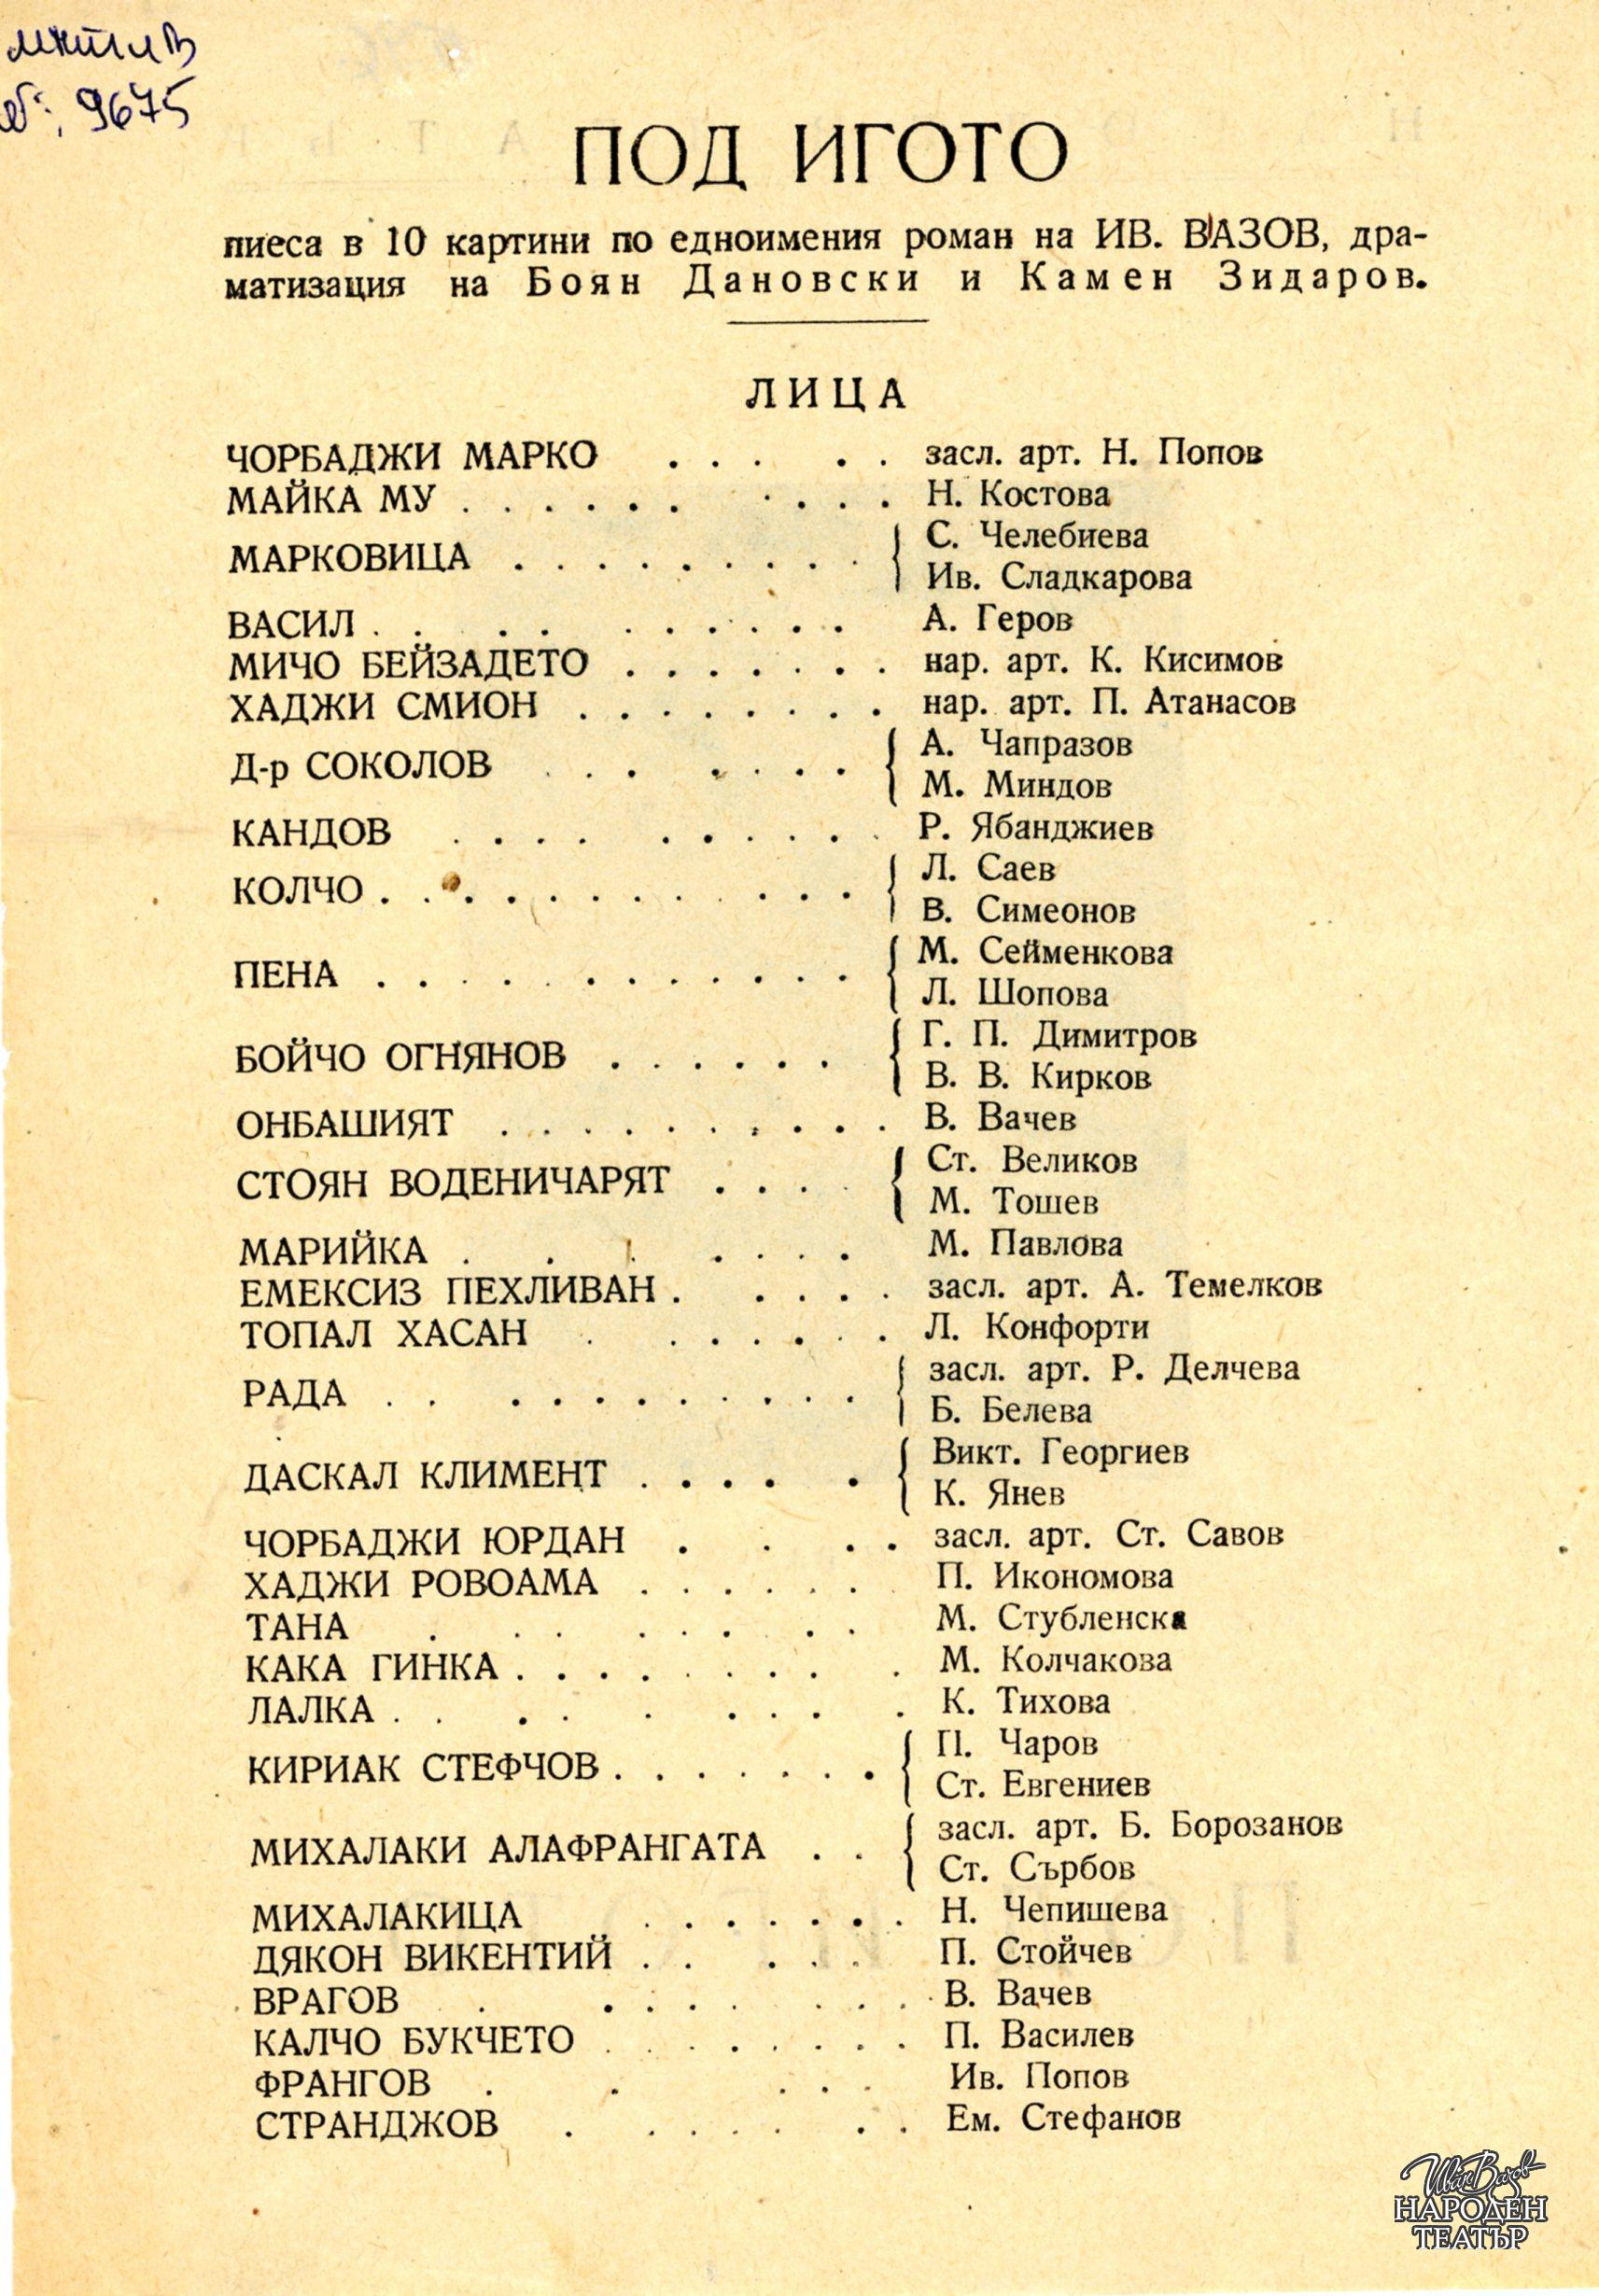 №: 9675
ПОД ИГОТО
пиеса в 10 картини по едноимения роман на ИВ. ВАЗОВ, дра-
матизация на Боян Дановски и Камен Зидаров.
ЛИЦА
ЧОРБАДЖИ МАРКО . . . . . засл. арт. Н. Попов
МАЙКА МУ . . . . . . . . . . Н. Костова
МАРКОВИЦА . . . . . . . . . { С. Челебиева
Ив. Сладкарова
ВАСИЛ . . . . . . . . . . А. Геров
МИЧО БЕЙЗАДЕТО . . . . . . . нар. арт. К. Кисимов
ХАДЖИ СМИОН . . . . . . . . нар. арт. П. Атанасов
Д-р СОКОЛОВ . . . . . . . { А. Чапразов
М. Миндов
КАНДОВ . . . . . . . . . . Р. Ябанджиев
КОЛЧО . . . . . . . . . . . . { Л. Саев
В. Симеонов
ПЕНА . . . . . . . . . . . . { М. Сейменкова
Л. Шопова
БОЙЧО ОГНЯНОВ . . . . . . { Г. П. Димитров
В. В. Кирков
ОНБАШИЯТ . . . . . . . . . . В. Вачев
СТОЯН ВОДЕНИЧАРЯТ . . . . { Ст. Великов
М. Тошев
МАРИЙКА . . . . . . . . М. Павлова
ЕМЕКСИЗ ПЕХЛИВАН . . . . . засл. арт. А. Темелков
ТОПАЛ ХАСАН . . . . . . . Л. Конфорти
РАДА . . . . . . . . . . . { засл. арт. Р. Делчева
Б. Белева
ДАСКАЛ КЛИМЕНТ . . . . . { Викт. Георгиев
К. Янев
ЧОРБАДЖИ ЮРДАН . . . . засл. арт. Ст. Савов
ХАДЖИ РОВОАМА . . . . . . П. Икономова
ТАНА . . . . . . . . М. Стубленска
КАКА ГИНКА . . . . . . . . . М. Колчакова
ЛАЛКА . . . . . . . . . К. Тихова
КИРИАК СТЕФЧОВ . . . . . . . { П. Чаров
Ст. Евгениев
МИХАЛАКИ АЛАФРАНГАТА . . { засл. арт. Б. Борозанов
Ст. Сърбов
МИХАЛАКИЦА . . . . . . . Н. Чепишева
ДЯКОН ВИКЕНТИЙ . . . . . П. Стойчев
ВРАГОВ . . . . . . . . В. Вачев
КАЛЧО БУКЧЕТО . . . . . . . . П. Василев
ФРАНГОВ . . . . . Ив. Попов
СТРАНДЖОВ . . . . . . . Ем. Стефанов
Иван Вазов
НАРОДЕН
ТЕАТЪР